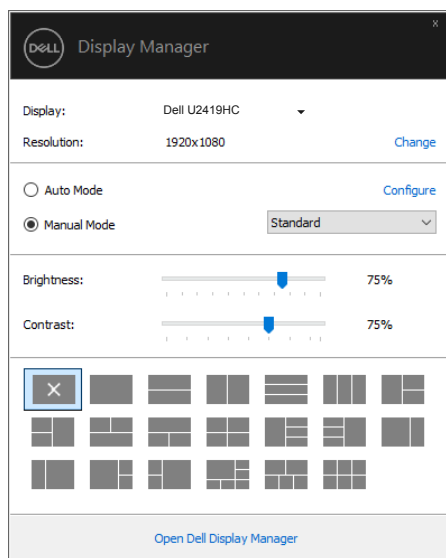 x
DELL Display Manager
Display: Dell U2419HC
Resolution: 1920x1080 Change
Auto Mode Configure
Manual Mode Standard
Brightness: 75%
Contrast: 75%
Open Dell Display Manager